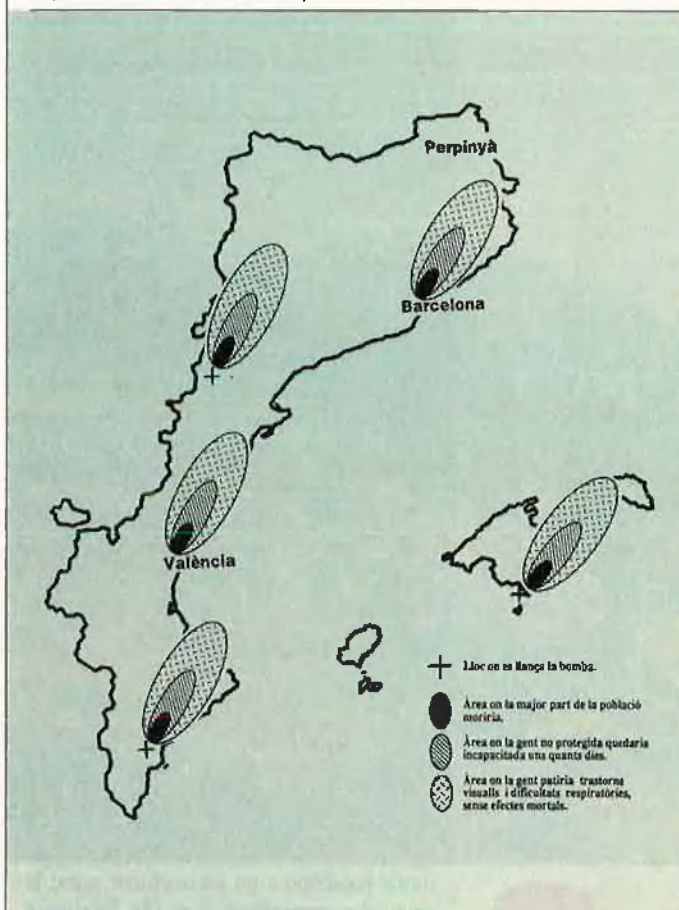 Perpinyà
Barcelona
València
Lloc on es llança la bomba.
Àrea on la major part de la població
moriria.
Àrea on la gent no protegida quedaria
incapacitada uns quants dies.
Àrea on la gent patiria trastorns
visualls i dificultats respiratòries,
sense efectes mortals.